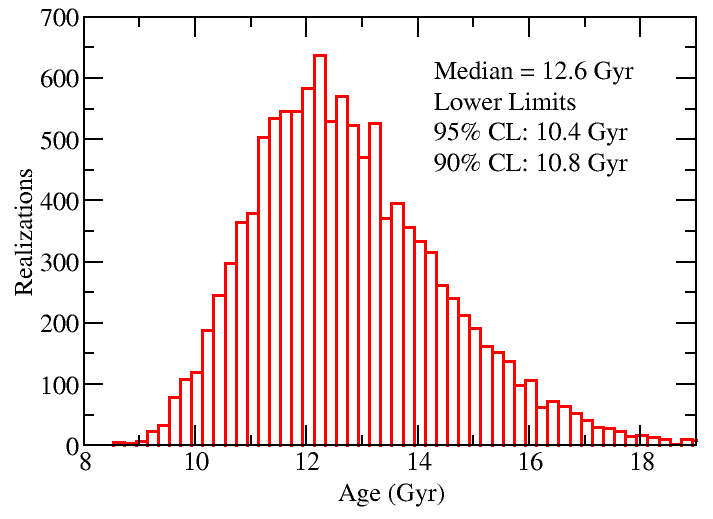 700
600
500
400
300
200
100
0
Realizations
Median = 12.6 Gyr
Lower Limits
95% CL: 10.4 Gyr
90% CL: 10.8 Gyr
8 10 12 14 16 18
Age (Gyr)